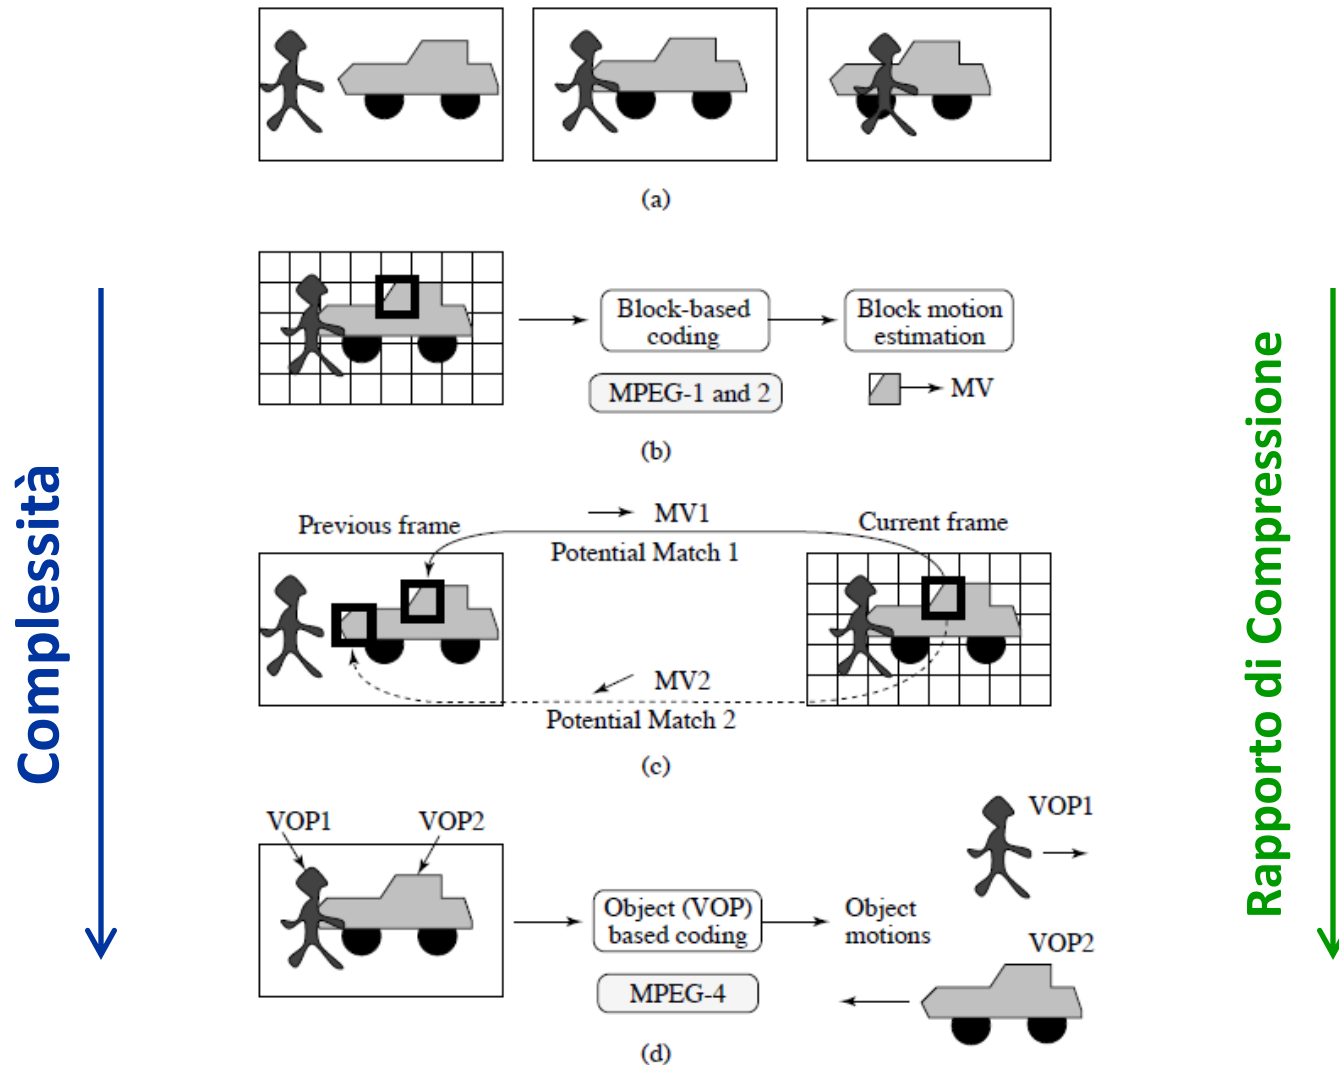 (a)
Complessità
Rapporto di Compressione
Block-based
coding
Block motion
estimation
MPEG-1 and 2
MV
(b)
MV1
Previous frame
Current frame
Potential Match 1
MV2
Potential Match 2
(c)
VOP1
VOP2
VOP1
Object (VOP)
based coding
Object
motions
VOP2
MPEG-4
(d)